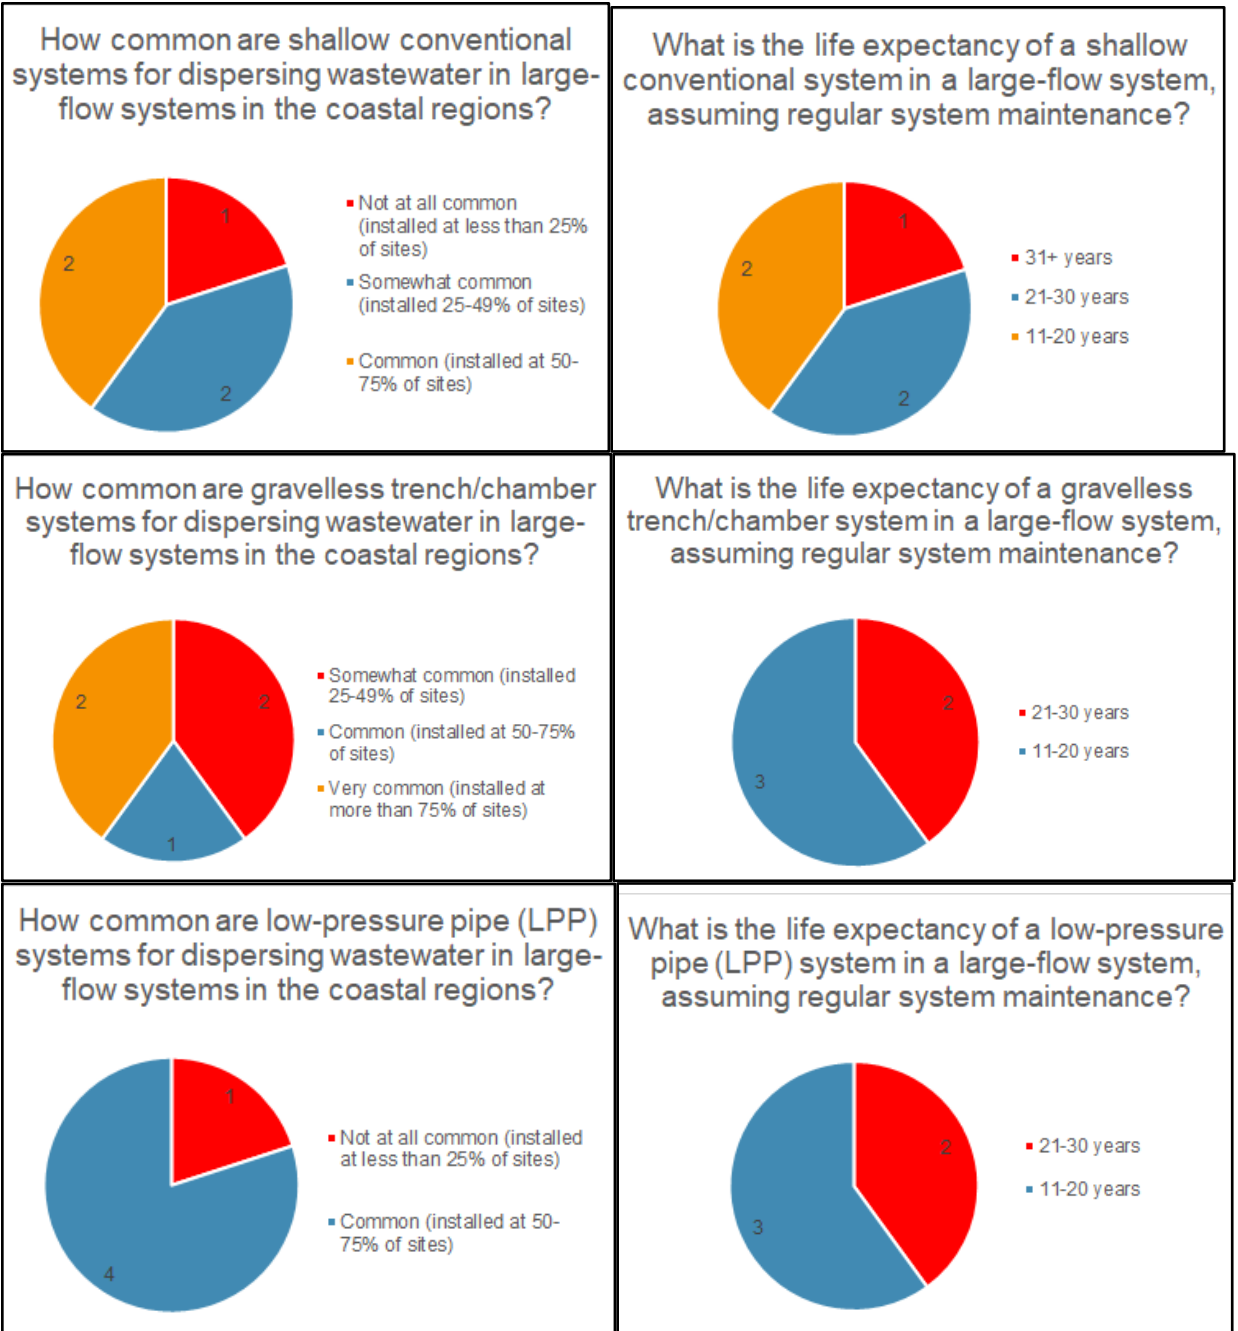 How common are shallow conventional
systems for dispersing wastewater in large-
flow systems in the coastal regions?
1
2
2
Not at all common
(installed at less than 25%
of sites)
Somewhat common
(installed 25-49% of sites)
Common (installed at 50-
75% of sites)
What is the life expectancy of a shallow
conventional system in a large-flow system,
assuming regular system maintenance?
1
2
2
31+ years
21-30 years
11-20 years
How common are gravelless trench/chamber
systems for dispersing wastewater in large-
flow systems in the coastal regions?
2
2
1
Somewhat common (installed
25-49% of sites)
Common (installed at 50-75%
of sites)
Very common (installed at
more than 75% of sites)
What is the life expectancy of a gravelless
trench/chamber system in a large-flow system,
assuming regular system maintenance?
2
3
21-30 years
11-20 years
How common are low-pressure pipe (LPP)
systems for dispersing wastewater in large-
flow systems in the coastal regions?
1
4
Not at all common (installed
at less than 25% of sites)
Common (installed at 50-
75% of sites)
What is the life expectancy of a low-pressure
pipe (LPP) system in a large-flow system,
assuming regular system maintenance?
2
3
21-30 years
11-20 years